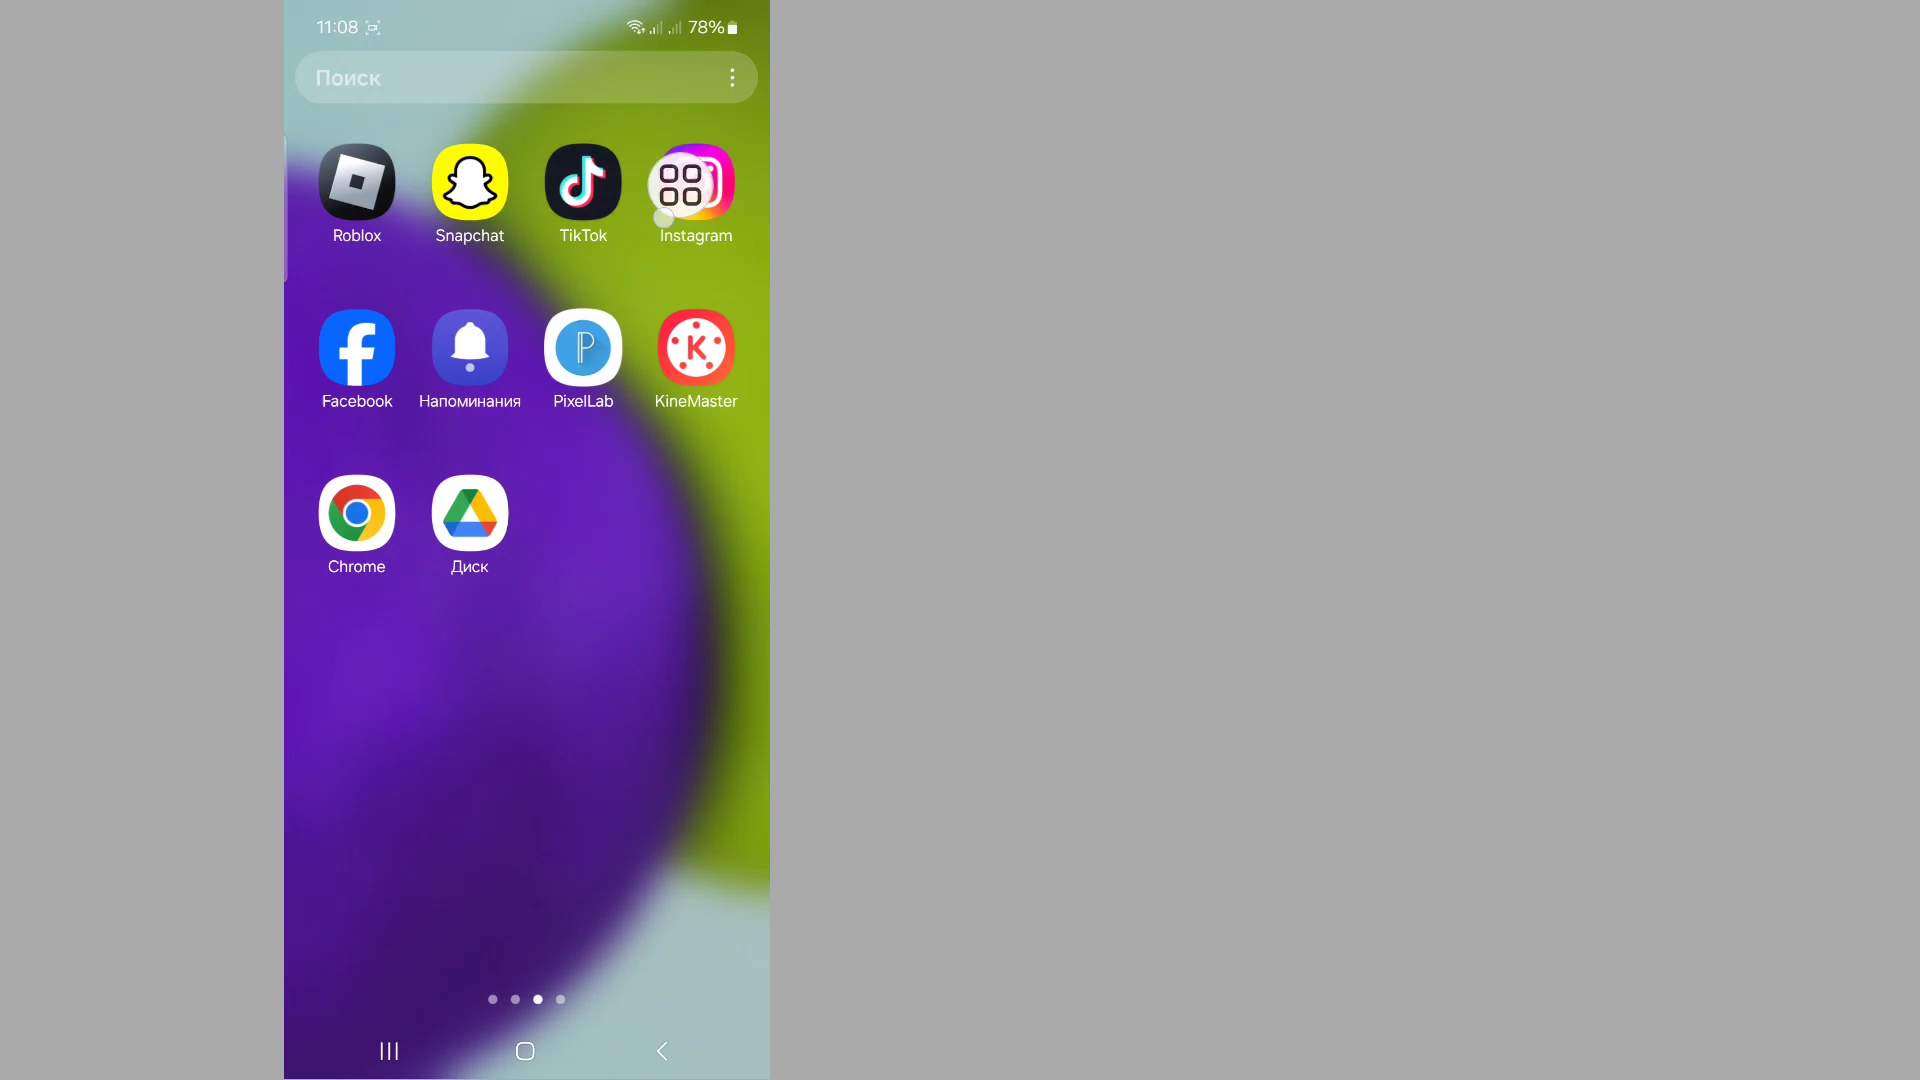 11:08
78%
Поиск
Roblox
Snapchat
TikTok
Instagram
Facebook
Напоминания
PixelLab
KineMaster
Chrome
Диск